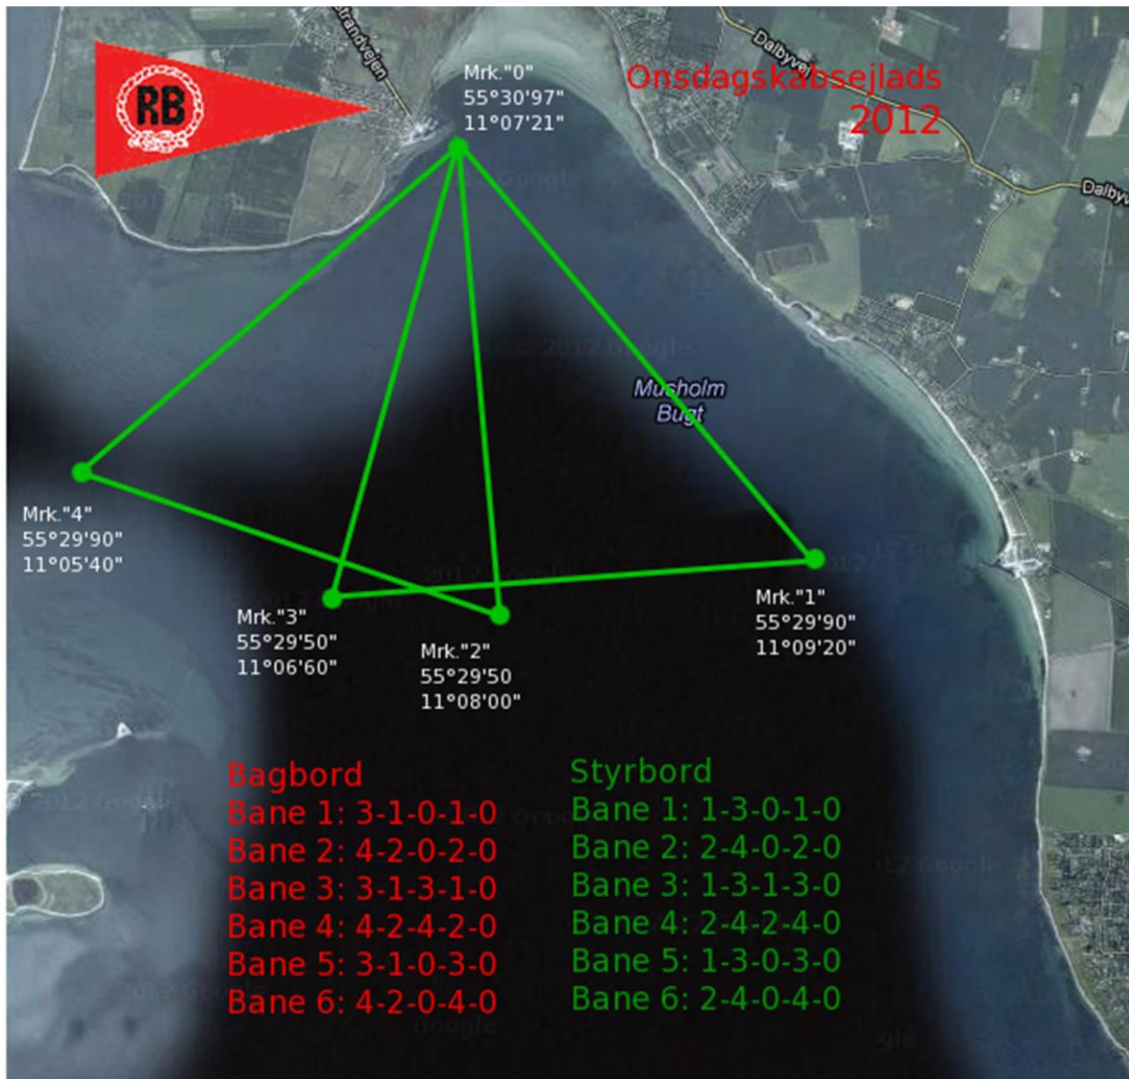 Strandvejen
Dalbyvej
RB
Mrk."0"
55°30'97"
11°07'21"
Onsdagskabsejlads
2012
Musholm
Bugt
Mrk."4"
55°29'90"
11°05'40"
Mrk."3"
55°29'50"
11°06'60"
Mrk."2"
55°29'50
11°08'00"
Mrk."1"
55°29'90"
11°09'20"
Bagbord
Bane 1: 3-1-0-1-0
Bane 2: 4-2-0-2-0
Bane 3: 3-1-3-1-0
Bane 4: 4-2-4-2-0
Bane 5: 3-1-0-3-0
Bane 6: 4-2-0-4-0
Styrbord
Bane 1: 1-3-0-1-0
Bane 2: 2-4-0-2-0
Bane 3: 1-3-1-3-0
Bane 4: 2-4-2-4-0
Bane 5: 1-3-0-3-0
Bane 6: 2-4-0-4-0
© 2012 Google
Google